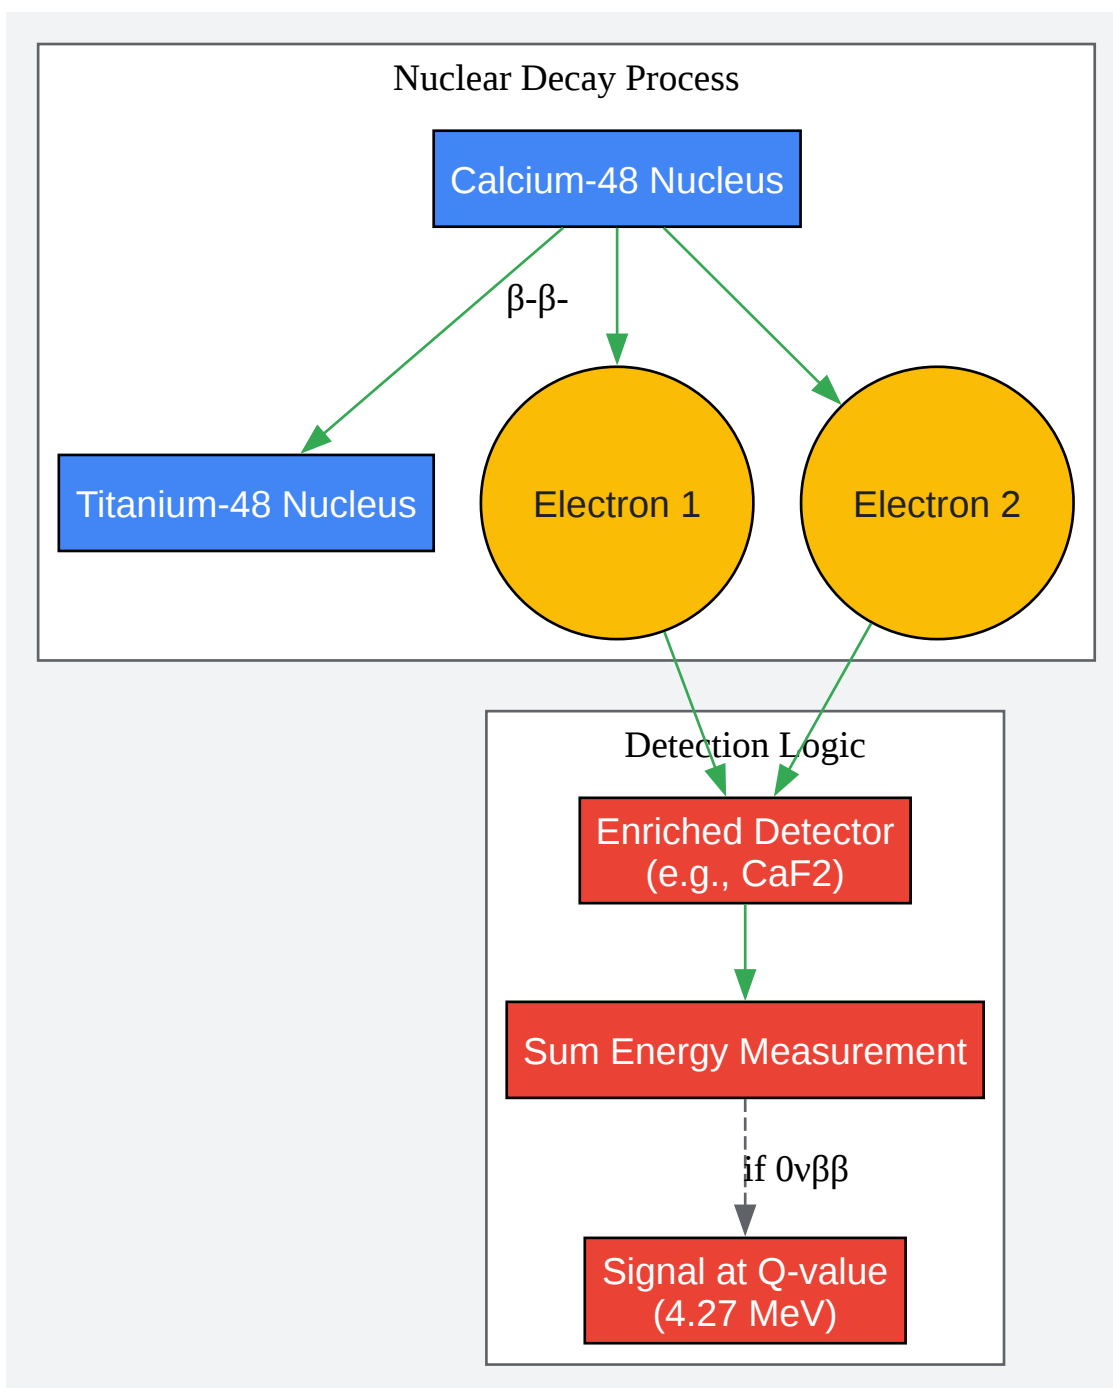 Nuclear Decay Process
Calcium-48 Nucleus
β-β-
Titanium-48 Nucleus
Electron 1
Electron 2
Detection Logic
Enriched Detector
(e.g., CaF2)
Sum Energy Measurement
if 0νββ
Signal at Q-value
(4.27 MeV)